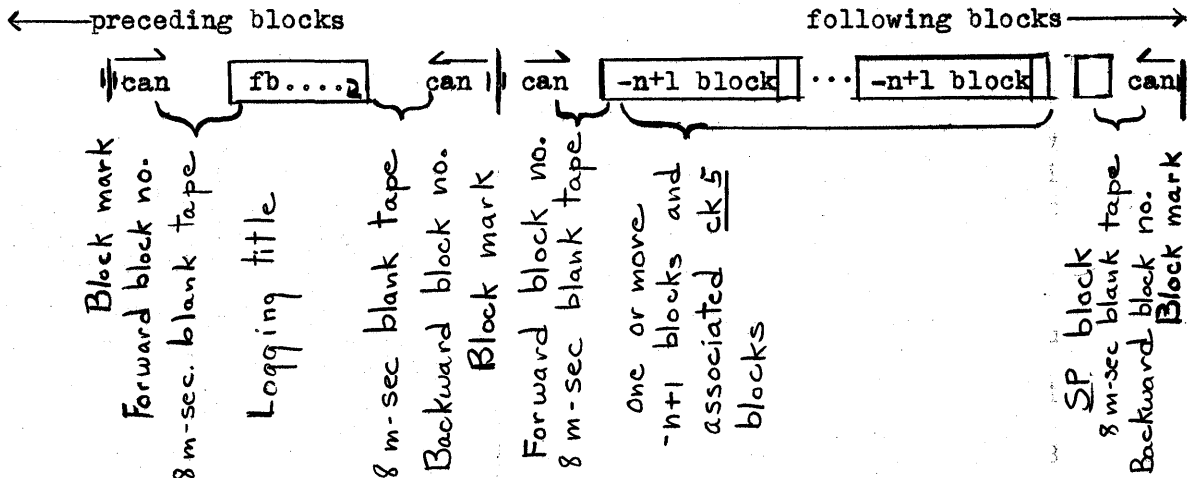 preceding blocks
following blocks
can
fb....2
can
can
-n+1 block
...
-n+1 block
can
Block mark
Forward block no.
8 m-sec. blank tape
Logging title
8 m-sec blank tape
Backward block no.
Block mark
Forward block no.
8 m-sec blank tape
one or more
-n+1 blocks and
associated ck 5
blocks
SP block
8 m-sec blank tape
Backward block no.
Block mark